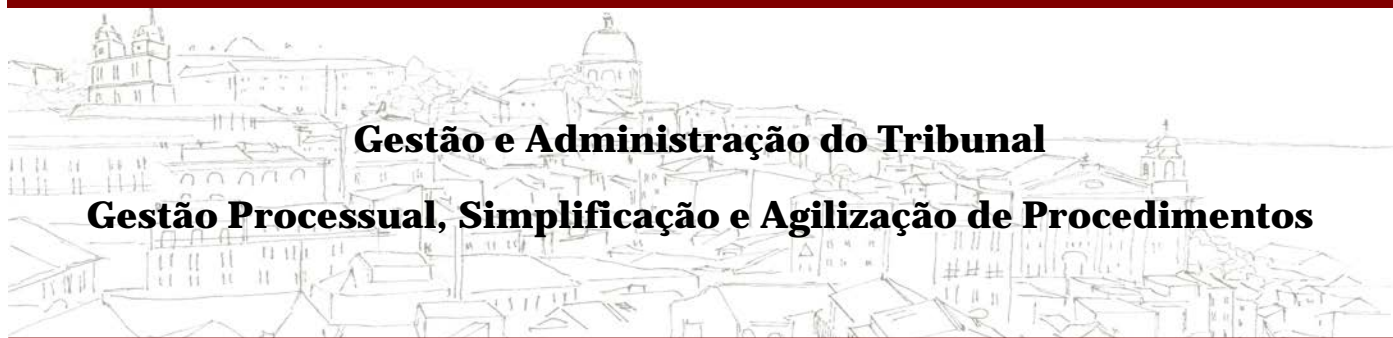 Gestão e Administração do Tribunal
Gestão Processual, Simplificação e Agilização de Procedimentos